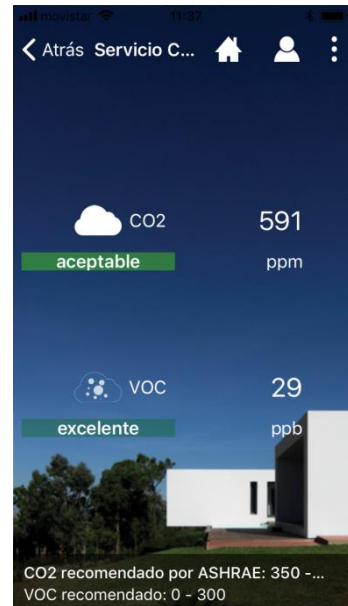 movistar 11:37
Atrás Servicio C...
CO2 591
aceptable ppm
VOC 29
excelente ppb
CO2 recomendado por ASHRAE: 350 -...
VOC recomendado: 0 - 300